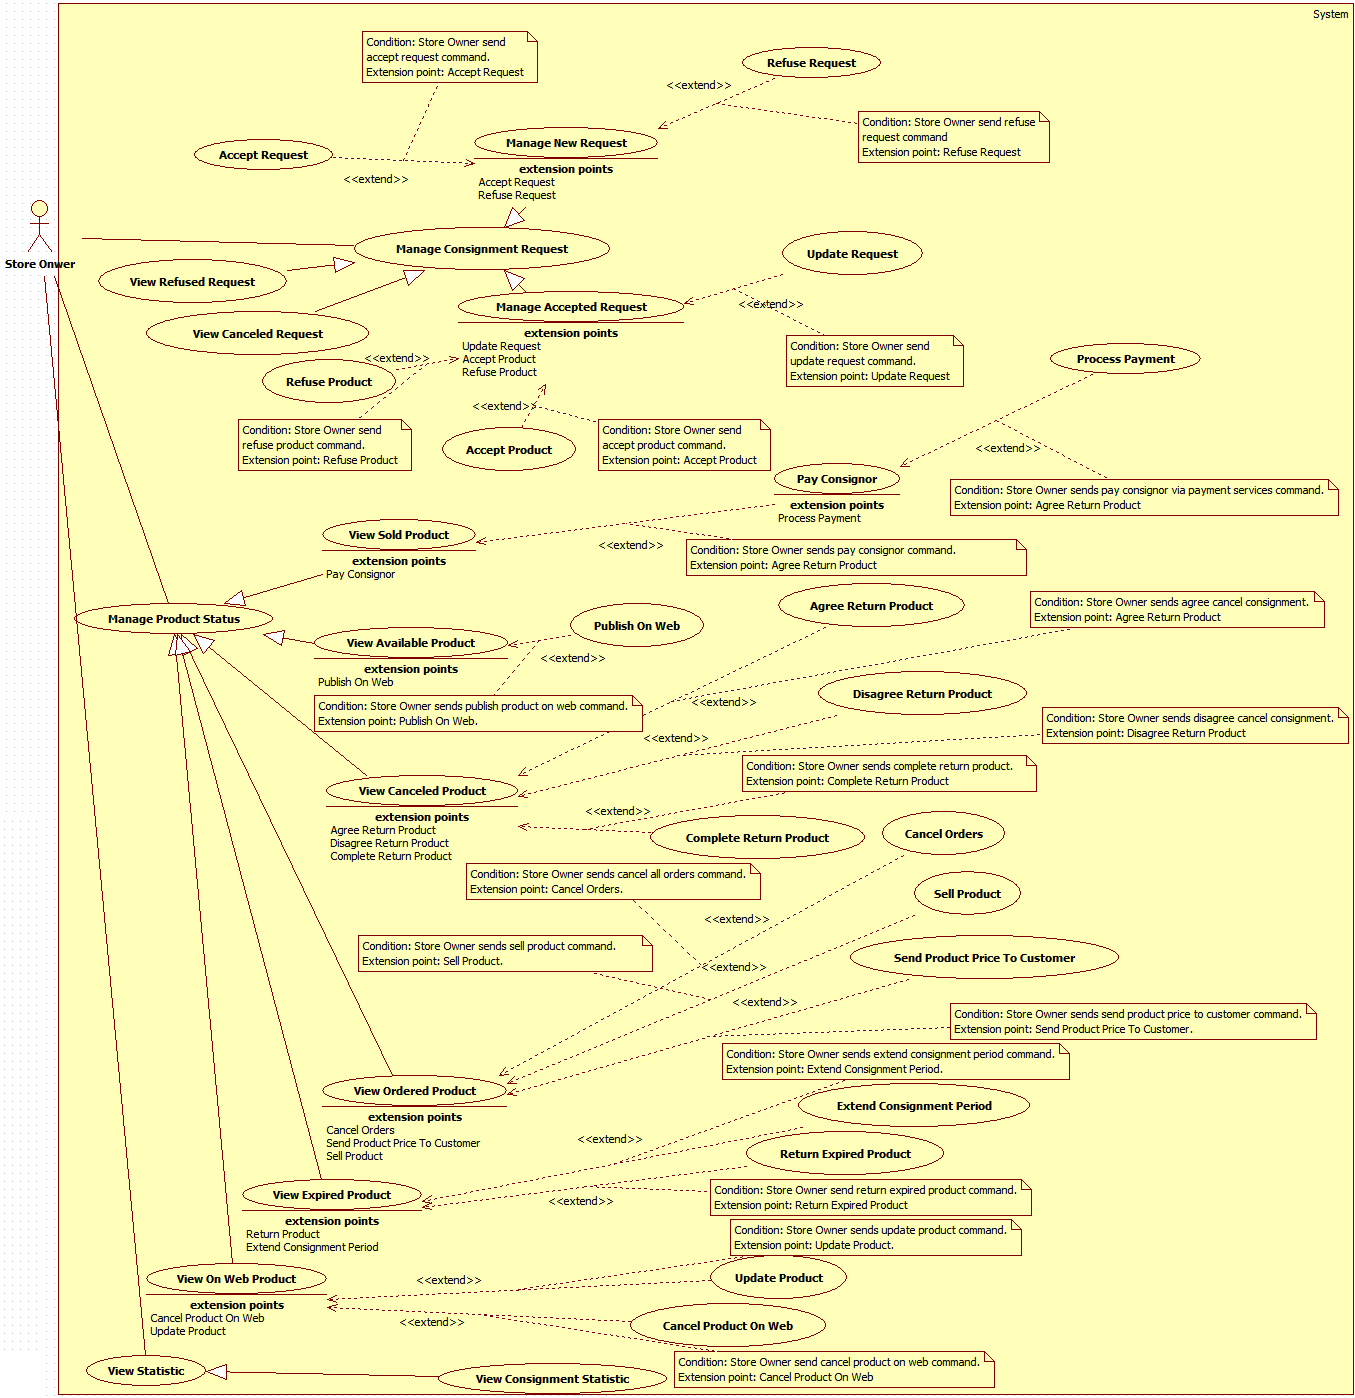 System
Condition: Store Owner send
accept request command.
Extension point: Accept Request
Refuse Request
<<extend>>
Condition: Store Owner send refuse
request command
Extension point: Refuse Request
Accept Request
<<extend>>
Manage New Request
extension points
Accept Request
Refuse Request
Store Onwer
Manage Consignment Request
View Refused Request
View Canceled Request
Update Request
<<extend>>
Condition: Store Owner send
update request command.
Extension point: Update Request
Manage Accepted Request
extension points
Update Request
Accept Product
Refuse Product
<<extend>>
Refuse Product
Condition: Store Owner send
refuse product command.
Extension point: Refuse Product
<<extend>>
Accept Product
Condition: Store Owner send
accept product command.
Extension point: Accept Product
Process Payment
<<extend>>
Condition: Store Owner sends pay consignor via payment services command.
Extension point: Agree Return Product
Pay Consignor
extension points
Process Payment
View Sold Product
extension points
Pay Consignor
<<extend>>
Condition: Store Owner sends pay consignor command.
Extension point: Agree Return Product
Manage Product Status
View Available Product
extension points
Publish On Web
Publish On Web
<<extend>>
Condition: Store Owner sends publish product on web command.
Extension point: Publish On Web.
Agree Return Product
Condition: Store Owner sends agree cancel consignment.
Extension point: Agree Return Product
<<extend>>
Disagree Return Product
Condition: Store Owner sends disagree cancel consignment.
Extension point: Disagree Return Product
<<extend>>
Condition: Store Owner sends complete return product.
Extension point: Complete Return Product
View Canceled Product
extension points
Agree Return Product
Disagree Return Product
Complete Return Product
<<extend>>
Complete Return Product
Cancel Orders
Condition: Store Owner sends cancel all orders command.
Extension point: Cancel Orders.
<<extend>>
Sell Product
Condition: Store Owner sends sell product command.
Extension point: Sell Product.
<<extend>>
Send Product Price To Customer
<<extend>>
Condition: Store Owner sends send product price to customer command.
Extension point: Send Product Price To Customer.
View Ordered Product
extension points
Cancel Orders
Send Product Price To Customer
Sell Product
Condition: Store Owner sends extend consignment period command.
Extension point: Extend Consignment Period.
Extend Consignment Period
<<extend>>
Return Expired Product
<<extend>>
Condition: Store Owner send return expired product command.
Extension point: Return Expired Product
View Expired Product
extension points
Return Product
Extend Consignment Period
Condition: Store Owner sends update product command.
Extension point: Update Product.
View On Web Product
extension points
Cancel Product On Web
Update Product
<<extend>>
Update Product
<<extend>>
Cancel Product On Web
Condition: Store Owner send cancel product on web command.
Extension point: Cancel Product On Web
View Statistic
View Consignment Statistic